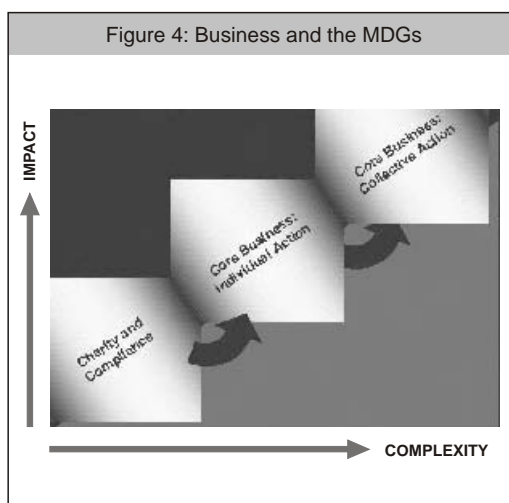 Figure 4: Business and the MDGs
IMPACT
Core Business:
Collective Action
Core Business:
Individual Action
Charity and
Compliance
COMPLEXITY